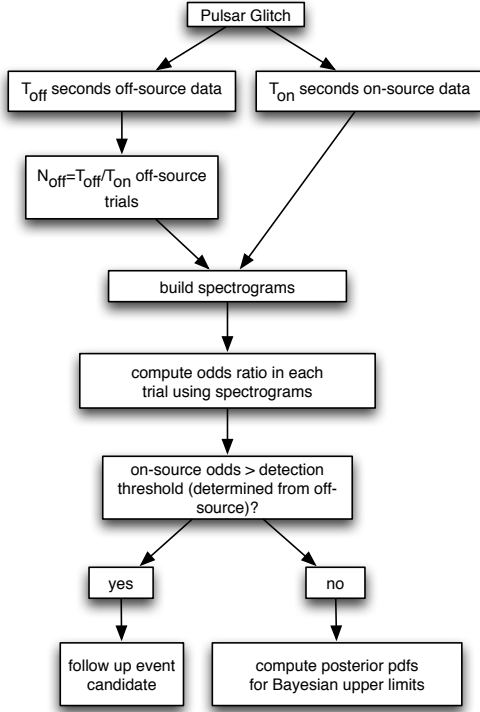 Pulsar Glitch
T_off seconds off-source data
T_on seconds on-source data
N_off=T_off/T_on off-source
trials
build spectrograms
compute odds ratio in each
trial using spectrograms
on-source odds > detection
threshold (determined from off-
source)?
yes
no
follow up event
candidate
compute posterior pdfs
for Bayesian upper limits